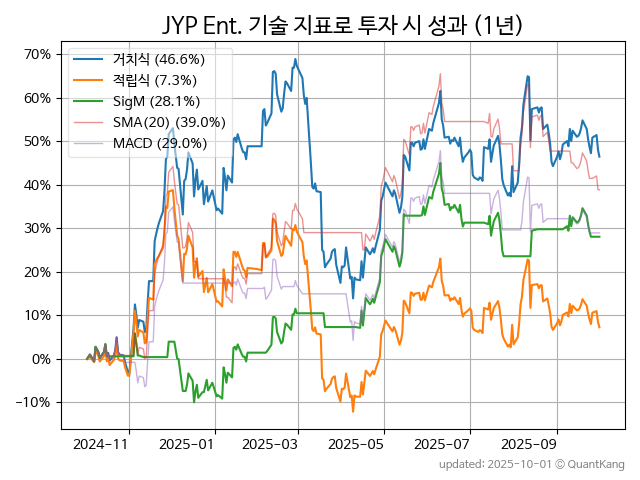 JYP Ent. 기술 지표로 투자 시 성과 (1년)
70%
60%
50%
40%
30%
20%
10%
0%
−10%
거치식 (46.6%)
적립식 (7.3%)
SigM (28.1%)
SMA(20) (39.0%)
MACD (29.0%)
2024-11
2025-01
2025-03
2025-05
2025-07
2025-09
updated: 2025-10-01 © QuantKang